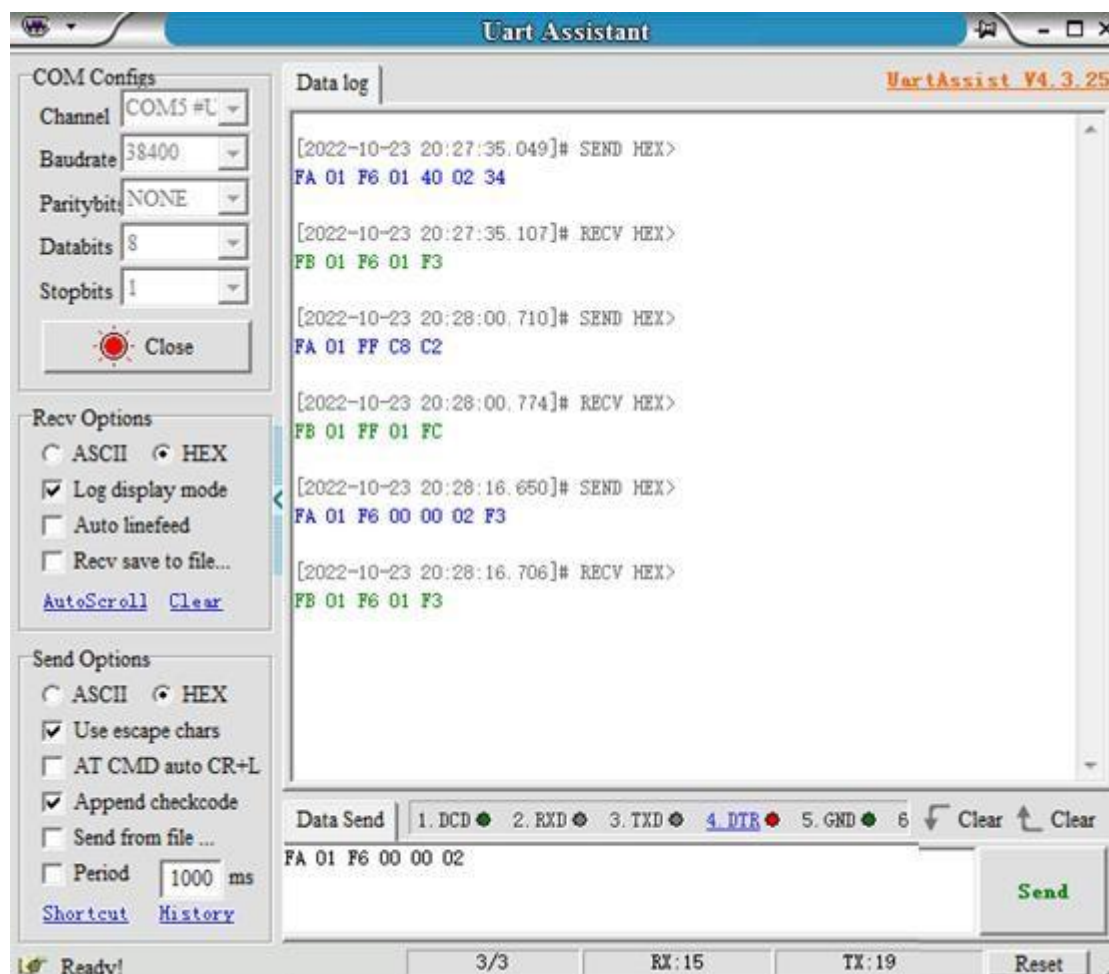 Uart Assistant
COM Configs
Channel COM5 #U
Baudrate 38400
Paritybits NONE
Databits 8
Stopbits 1
Close
Recv Options
ASCII HEX
Log display mode
Auto linefeed
Recv save to file...
AutoScroll Clear
Send Options
ASCII HEX
Use escape chars
AT CMD auto CR+L
Append checkcode
Send from file ...
Period 1000 ms
Shortcut History
Data log UartAssist V4.3.25
[2022-10-23 20:27:35.049]# SEND HEX>
FA 01 F6 01 40 02 34
[2022-10-23 20:27:35.107]# RECV HEX>
FB 01 F6 01 F3
[2022-10-23 20:28:00.710]# SEND HEX>
FA 01 FF C8 C2
[2022-10-23 20:28:00.774]# RECV HEX>
FB 01 FF 01 FC
[2022-10-23 20:28:16.650]# SEND HEX>
FA 01 F6 00 00 02 F3
[2022-10-23 20:28:16.706]# RECV HEX>
FB 01 F6 01 F3
Data Send 1. DCD 2. RXD 3. TXD 4. DTR 5. GND 6 Clear Clear
FA 01 F6 00 00 02
Send
Ready! 3/3 RX:15 TX:19 Reset